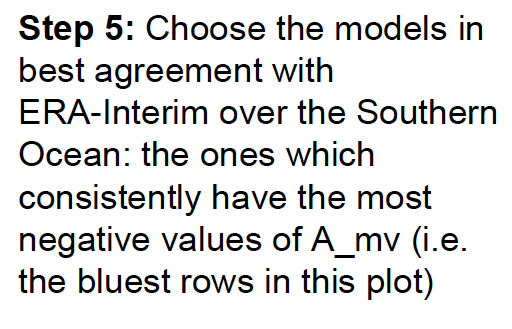 Step 5: Choose the models in
best agreement with
ERA-Interim over the Southern
Ocean: the ones which
consistently have the most
negative values of A_mv (i.e.
the bluest rows in this plot)